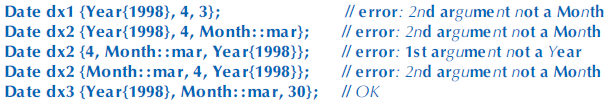 Date dx1 {Year{1998}, 4, 3}; // error: 2nd argument not a Month
Date dx2 {Year{1998}, 4, Month::mar}; // error: 2nd argument not a Month
Date dx2 {4, Month::mar, Year{1998}}; // error: 1st argument not a Year
Date dx2 {Month::mar, 4, Year{1998}}; // error: 2nd argument not a Month
Date dx3 {Year{1998}, Month::mar, 30}; // OK